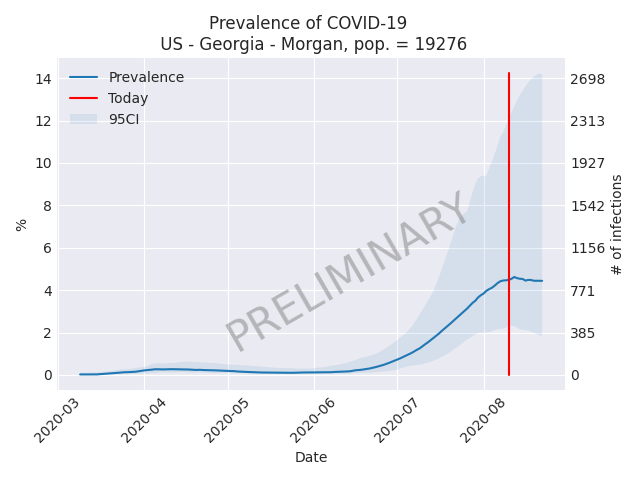 Prevalence of COVID-19
US - Georgia - Morgan, pop. = 19276
Prevalence
Today
95CI
PRELIMINARY
14
12
10
8
6
4
2
0
%
2698
2313
1927
1542
1156
771
385
0
# of infections
2020-03
2020-04
2020-05
2020-06
2020-07
2020-08
Date